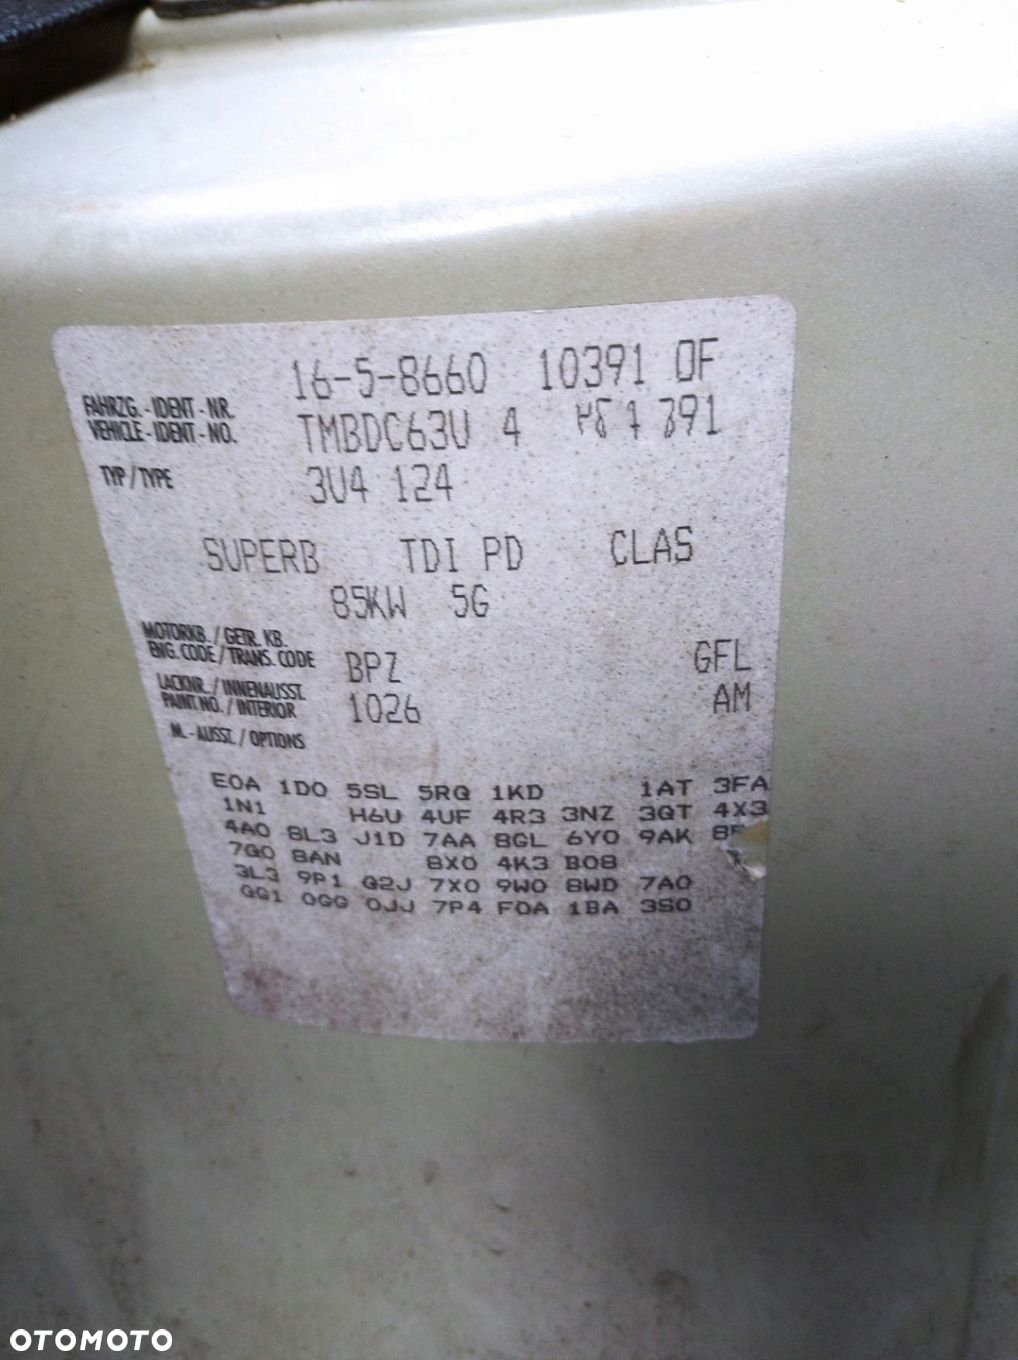 16-5-8660 10391 0F
FAHRZG. - IDENT - NR.
VEHICLE - IDENT - NO. TMBDC63U 4
TYP / TYPE 3U4 124
SUPERB TDI PD CLAS
85KW 5G
MOTORKB. / GETR. KB.
ENG. CODE / TRANS. CODE BPZ GFL
LACKNR. / INNENAUSST.
PAINT NO. / INTERIOR 1026 AM
M. - AUSST. / OPTIONS
E0A 1D0 5SL 5RQ 1KD 1AT 3FA
1N1 H6U 4UF 4R3 3NZ 3QT 4X3
4A0 8L3 J1D 7AA 8GL 6Y0 9AK
7Q0 8AN 8X0 4K3 B08
3L3 9P1 Q2J 7X0 9W0 8WD 7A0
QG1 0GG 0JJ 7P4 F0A 1BA 3S0
OTOMOTO